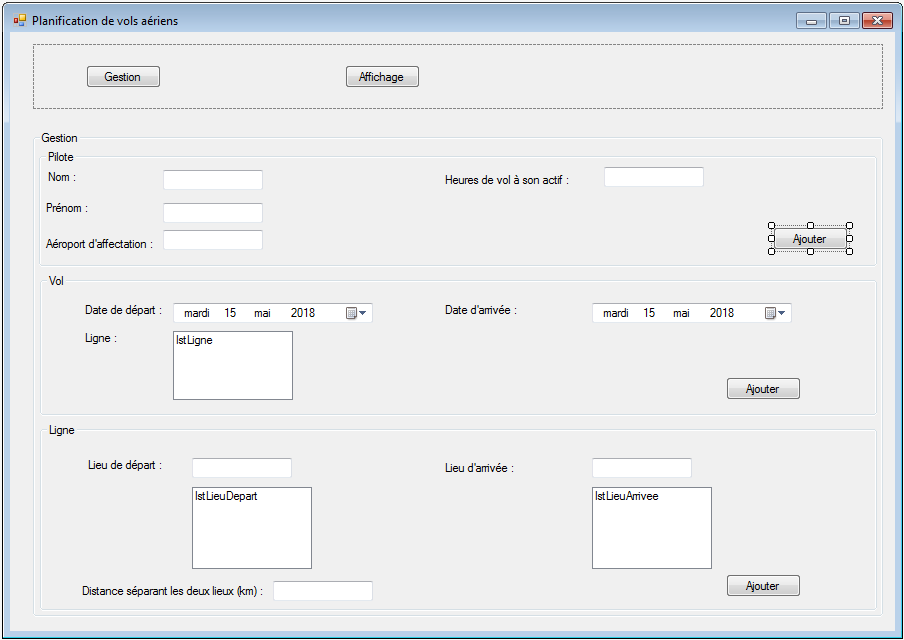 Planification de vols aériens
Gestion
Affichage
Gestion
Pilote
Nom :
Heures de vol à son actif :
Prénom :
Aéroport d'affectation :
Ajouter
Vol
Date de départ :
mardi 15 mai 2018
Date d'arrivée :
mardi 15 mai 2018
Ligne :
lstLigne
Ajouter
Ligne
Lieu de départ :
Lieu d'arrivée :
lstLieuDepart
lstLieuArrivee
Distance séparant les deux lieux (km) :
Ajouter